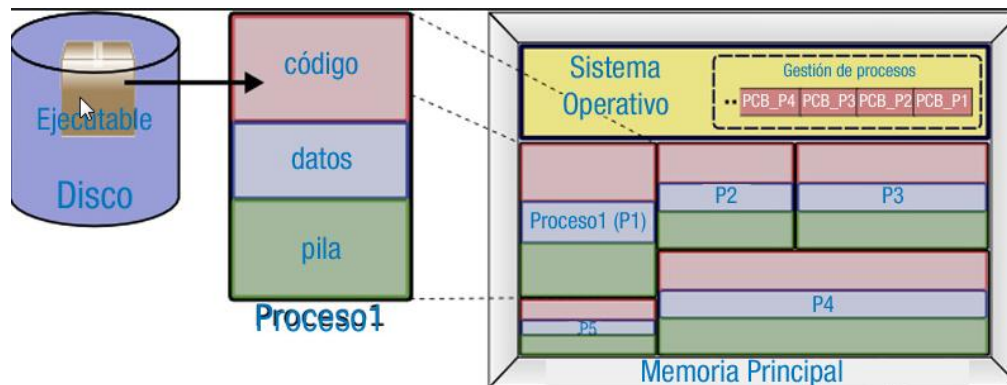 Ejecutable
Disco
código
datos
pila
Proceso1
Sistema
Operativo
Gestión de procesos
•• PCB_P4 PCB_P3 PCB_P2 PCB_P1
Proceso1 (P1)
P2
P3
P4
P5
Memoria Principal